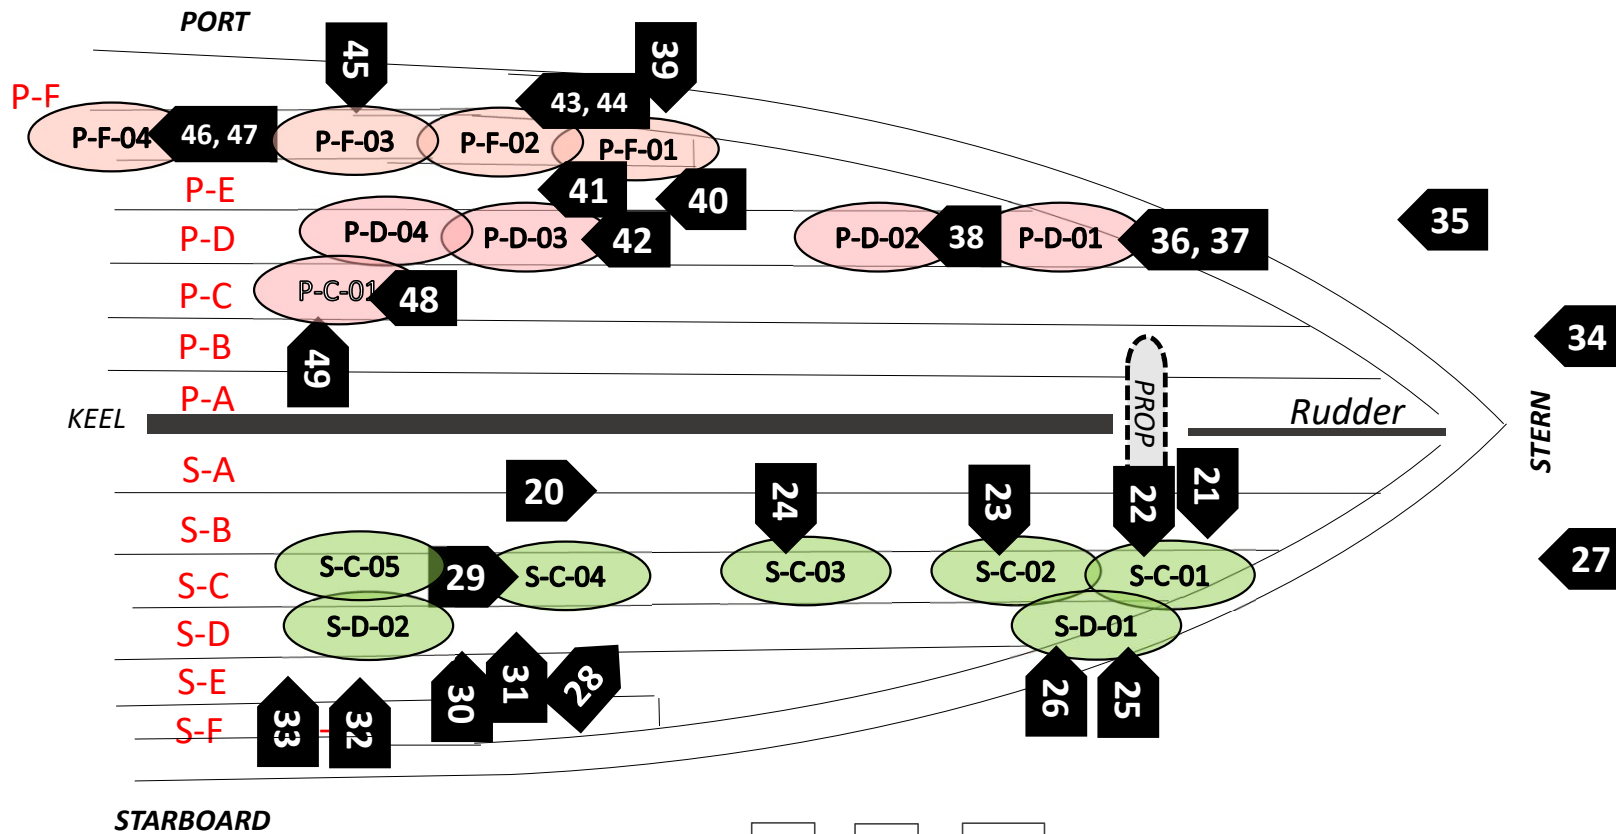 PORT
45
39
P-F
43, 44
P-F-04
46, 47
P-F-03
P-F-02
P-F-01
P-E
41
40
35
P-D
P-D-04
P-D-03
42
P-D-02
38
P-D-01
36, 37
P-C
P-C-01
48
34
P-B
49
PROP
P-A
KEEL
Rudder
STERN
S-A
20
24
23
22
21
S-B
27
S-C-05
29
S-C-04
S-C-03
S-C-02
S-C-01
S-C
S-D
S-D-02
S-D-01
S-E
30
31
28
26
25
S-F
33
-
32
STARBOARD